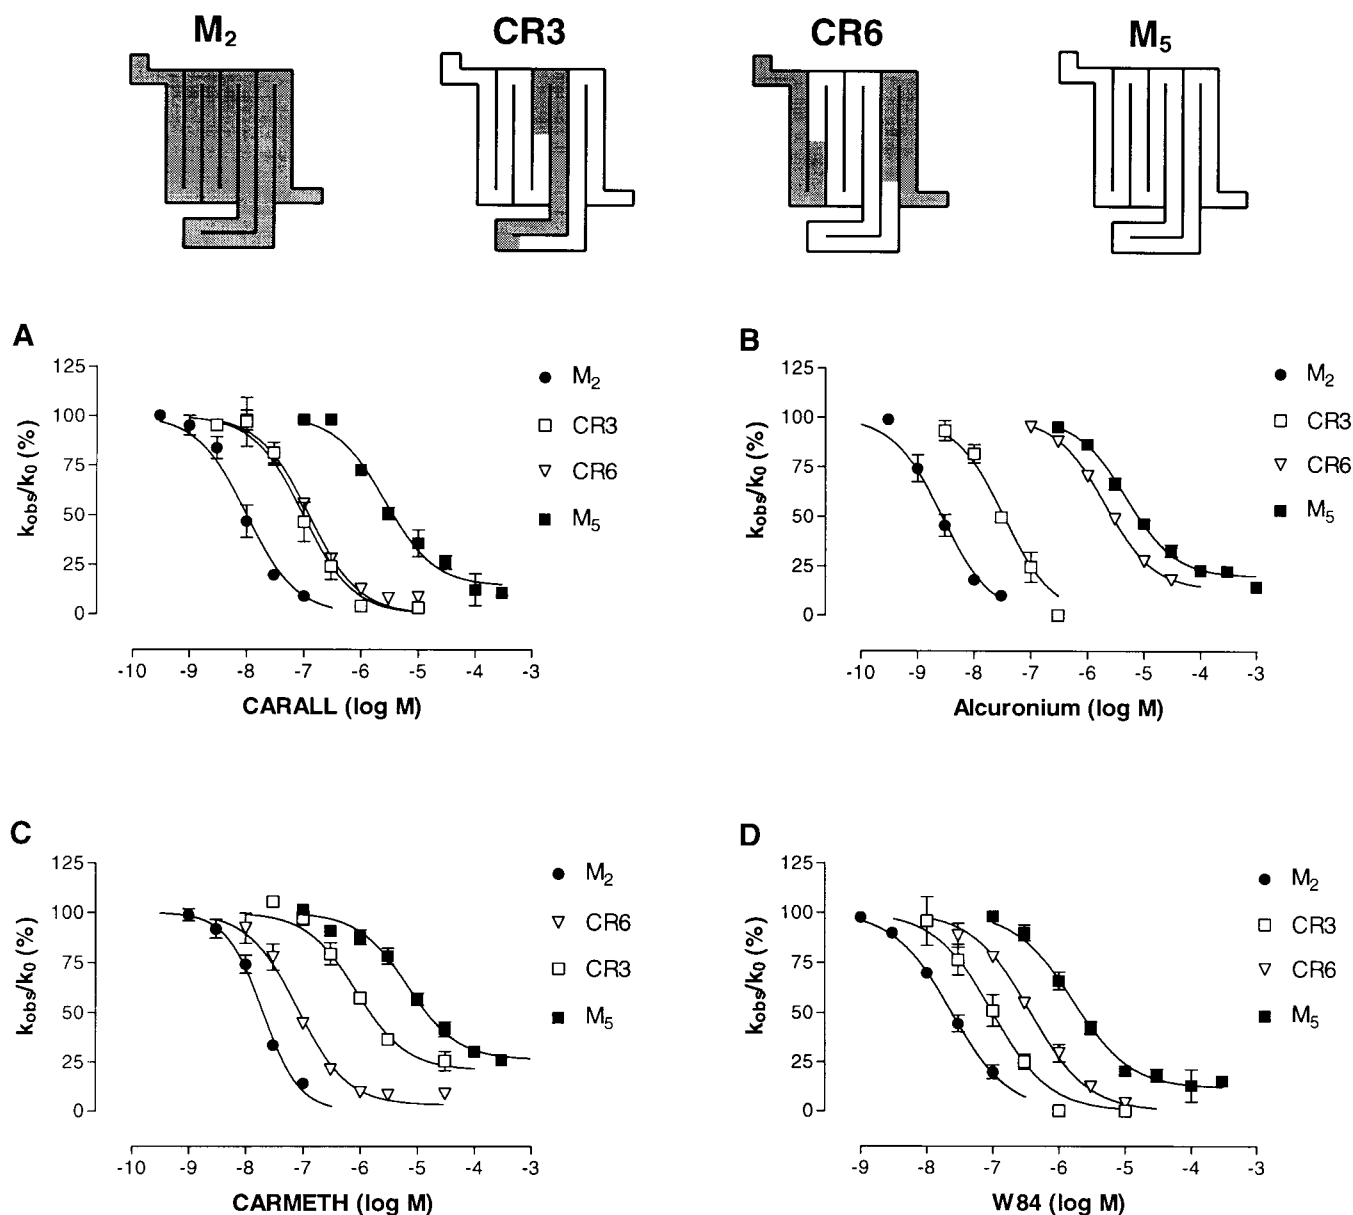 M2
CR3
CR6
M5
A
125
100
75
50
25
0
kobs/k0 (%)
-10 -9 -8 -7 -6 -5 -4 -3
CARALL (log M)
M2
CR3
CR6
M5
B
125
100
75
50
25
0
kobs/k0 (%)
-10 -9 -8 -7 -6 -5 -4 -3
Alcuronium (log M)
M2
CR3
CR6
M5
C
125
100
75
50
25
0
kobs/k0 (%)
-10 -9 -8 -7 -6 -5 -4 -3
CARMETH (log M)
M2
CR6
CR3
M5
D
125
100
75
50
25
0
kobs/k0 (%)
-9 -8 -7 -6 -5 -4 -3
W84 (log M)
M2
CR3
CR6
M5